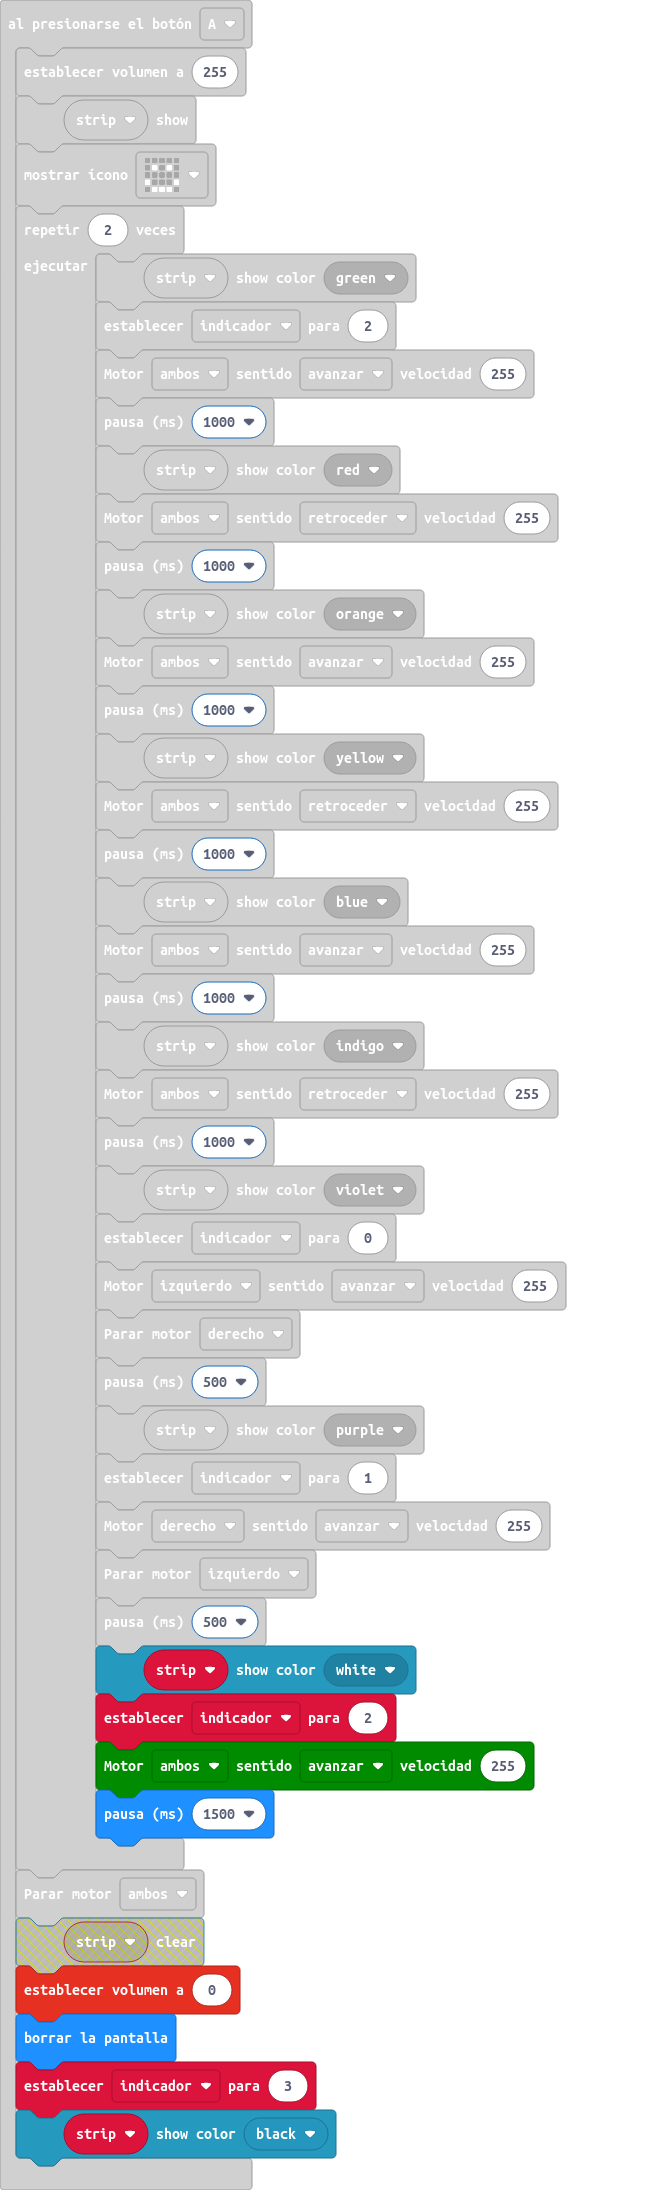 al presionarse el botón A
establecer volumen a 255
strip show
mostrar icono
repetir 2 veces
ejecutar
strip show color green
establecer indicador para 2
Motor ambos sentido avanzar velocidad 255
pausa (ms) 1000
strip show color red
Motor ambos sentido retroceder velocidad 255
pausa (ms) 1000
strip show color orange
Motor ambos sentido avanzar velocidad 255
pausa (ms) 1000
strip show color yellow
Motor ambos sentido retroceder velocidad 255
pausa (ms) 1000
strip show color blue
Motor ambos sentido avanzar velocidad 255
pausa (ms) 1000
strip show color indigo
Motor ambos sentido retroceder velocidad 255
pausa (ms) 1000
strip show color violet
establecer indicador para 0
Motor izquierdo sentido avanzar velocidad 255
Parar motor derecho
pausa (ms) 500
strip show color purple
establecer indicador para 1
Motor derecho sentido avanzar velocidad 255
Parar motor izquierdo
pausa (ms) 500
strip show color white
establecer indicador para 2
Motor ambos sentido avanzar velocidad 255
pausa (ms) 1500
Parar motor ambos
strip clear
establecer volumen a 0
borrar la pantalla
establecer indicador para 3
strip show color black